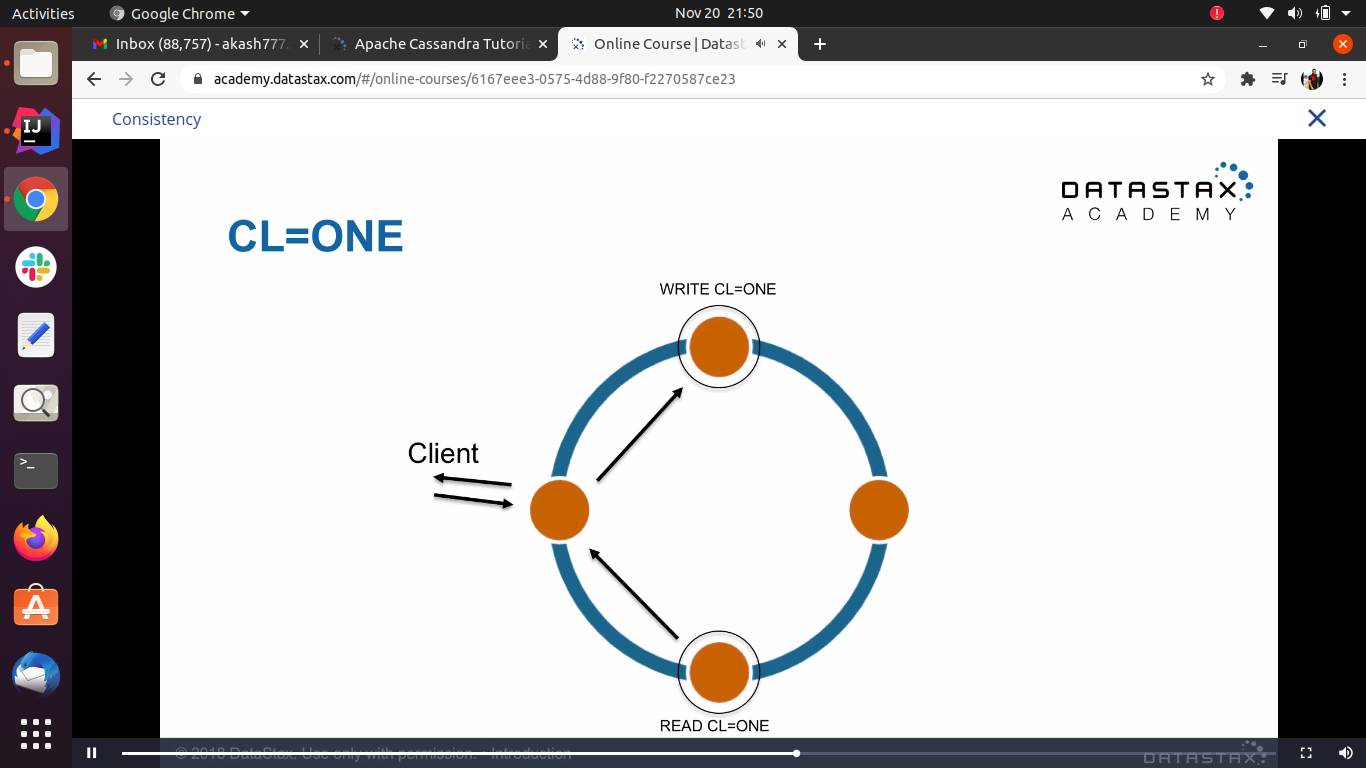 Activities
Google Chrome
Nov 20 21:50
Inbox (88,757) - akash777.
Apache Cassandra Tutoria
Online Course | Datast
academy.datastax.com/#/online-courses/6167eee3-0575-4d88-9f80-f2270587ce23
Consistency
DATASTAX
ACADEMY
CL=ONE
WRITE CL=ONE
Client
READ CL=ONE
© 2018 DataStax. Use only with permission. • Introduction
DATASTAX